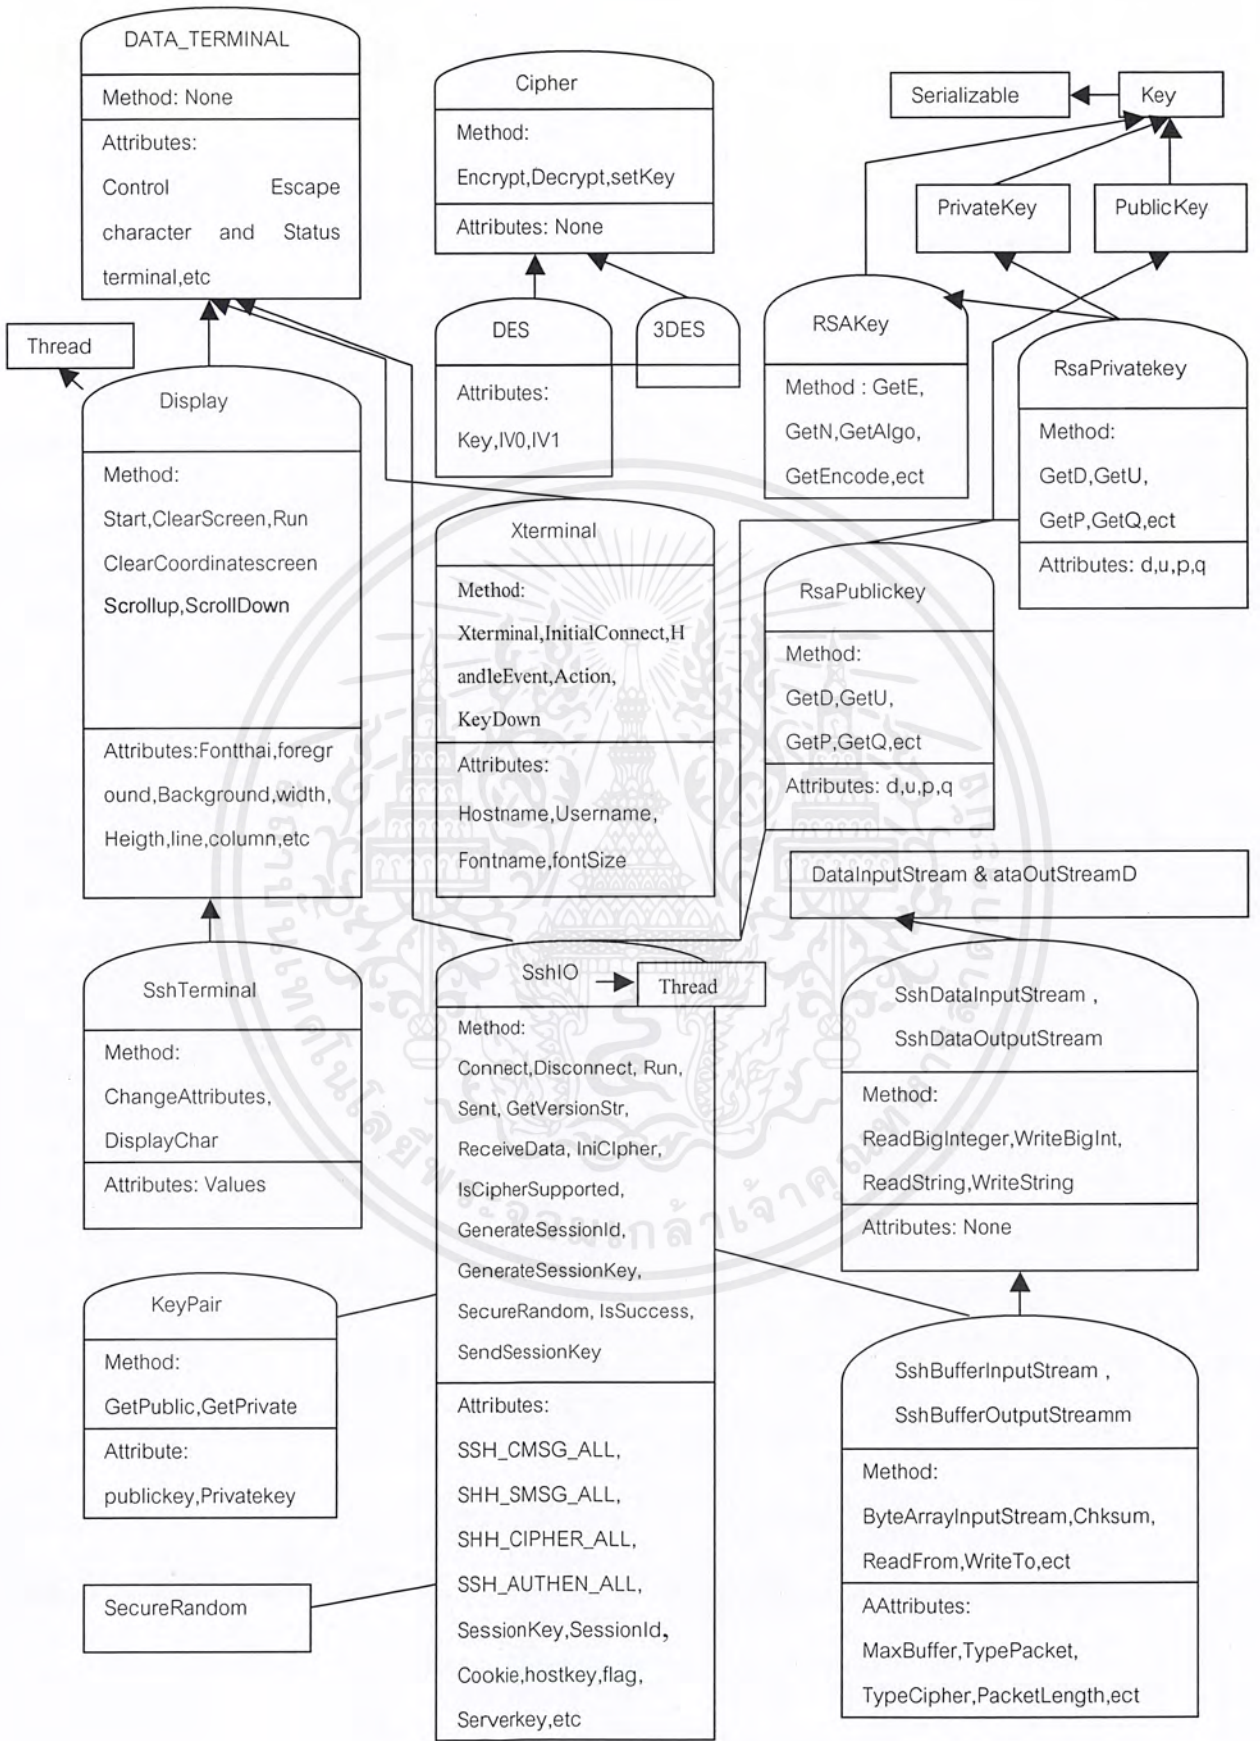 DATA_TERMINAL
Method: None
Attributes:
Control Escape
character and Status
terminal,etc
Cipher
Method:
Encrypt,Decrypt,setKey
Attributes: None
Serializable
Key
PrivateKey
PublicKey
Thread
Display
Method:
Start,ClearScreen,Run
ClearCoordinatescreen
Scrollup,ScrollDown
Attributes:Fontthai,foregr
ound,Background,width,
Heigth,line,column,etc
DES
Attributes:
Key,IV0,IV1
3DES
RSAKey
Method : GetE,
GetN,GetAlgo,
GetEncode,ect
RsaPrivatekey
Method:
GetD,GetU,
GetP,GetQ,ect
Attributes: d,u,p,q
Xterminal
Method:
Xterminal,InitialConnect,H
andleEvent,Action,
KeyDown
Attributes:
Hostname,Username,
Fontname,fontSize
RsaPublickey
Method:
GetD,GetU,
GetP,GetQ,ect
Attributes: d,u,p,q
DataInputStream & ataOutStreamD
SshTerminal
Method:
ChangeAttributes,
DisplayChar
Attributes: Values
SshIO
Thread
Method:
Connect,Disconnect, Run,
Sent, GetVersionStr,
ReceiveData, IniCIpher,
IsCipherSupported,
GenerateSessionId,
GenerateSessionKey,
SecureRandom, IsSuccess,
SendSessionKey
Attributes:
SSH_CMSG_ALL,
SHH_SMSG_ALL,
SHH_CIPHER_ALL,
SSH_AUTHEN_ALL,
SessionKey,SessionId,
Cookie,hostkey,flag,
Serverkey,etc
SshDataInputStream ,
SshDataOutputStream
Method:
ReadBigInteger,WriteBigInt,
ReadString,WriteString
Attributes: None
KeyPair
Method:
GetPublic,GetPrivate
Attribute:
publickey,Privatekey
SecureRandom
SshBufferInputStream ,
SshBufferOutputStreamm
Method:
ByteArrayInputStream,Chksum,
ReadFrom,WriteTo,ect
AAttributes:
MaxBuffer,TypePacket,
TypeCipher,PacketLength,ect